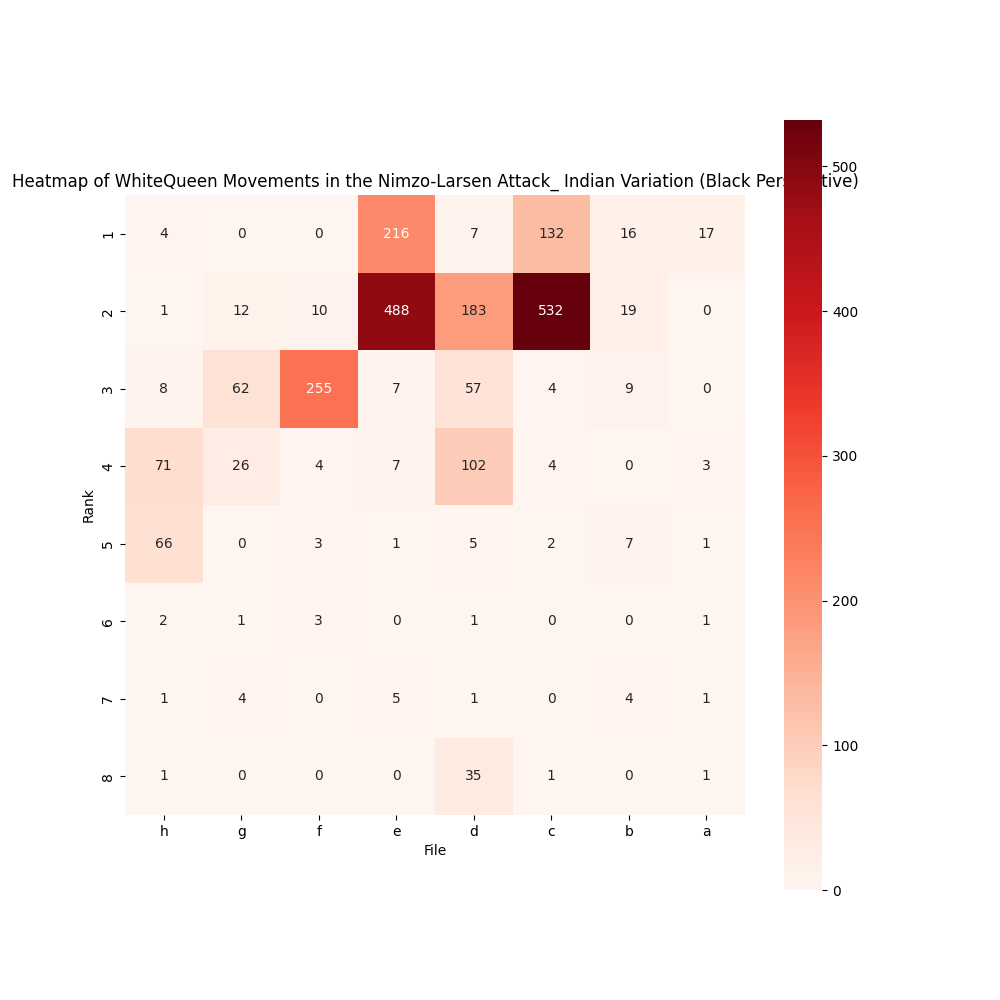 Heatmap of WhiteQueen Movements in the Nimzo-Larsen Attack_ Indian Variation (Black Pers tive)
500
1 4 0 0 216 7 132 16 17
2 1 12 10 488 183 532 19 0
400
3 8 62 255 7 57 4 9 0
300
4 71 26 4 7 102 4 0 3
Rank
5 66 0 3 1 5 2 7 1
200
6 2 1 3 0 1 0 0 1
7 1 4 0 5 1 0 4 1
100
8 1 0 0 0 35 1 0 1
h g f e d c b a
File
0